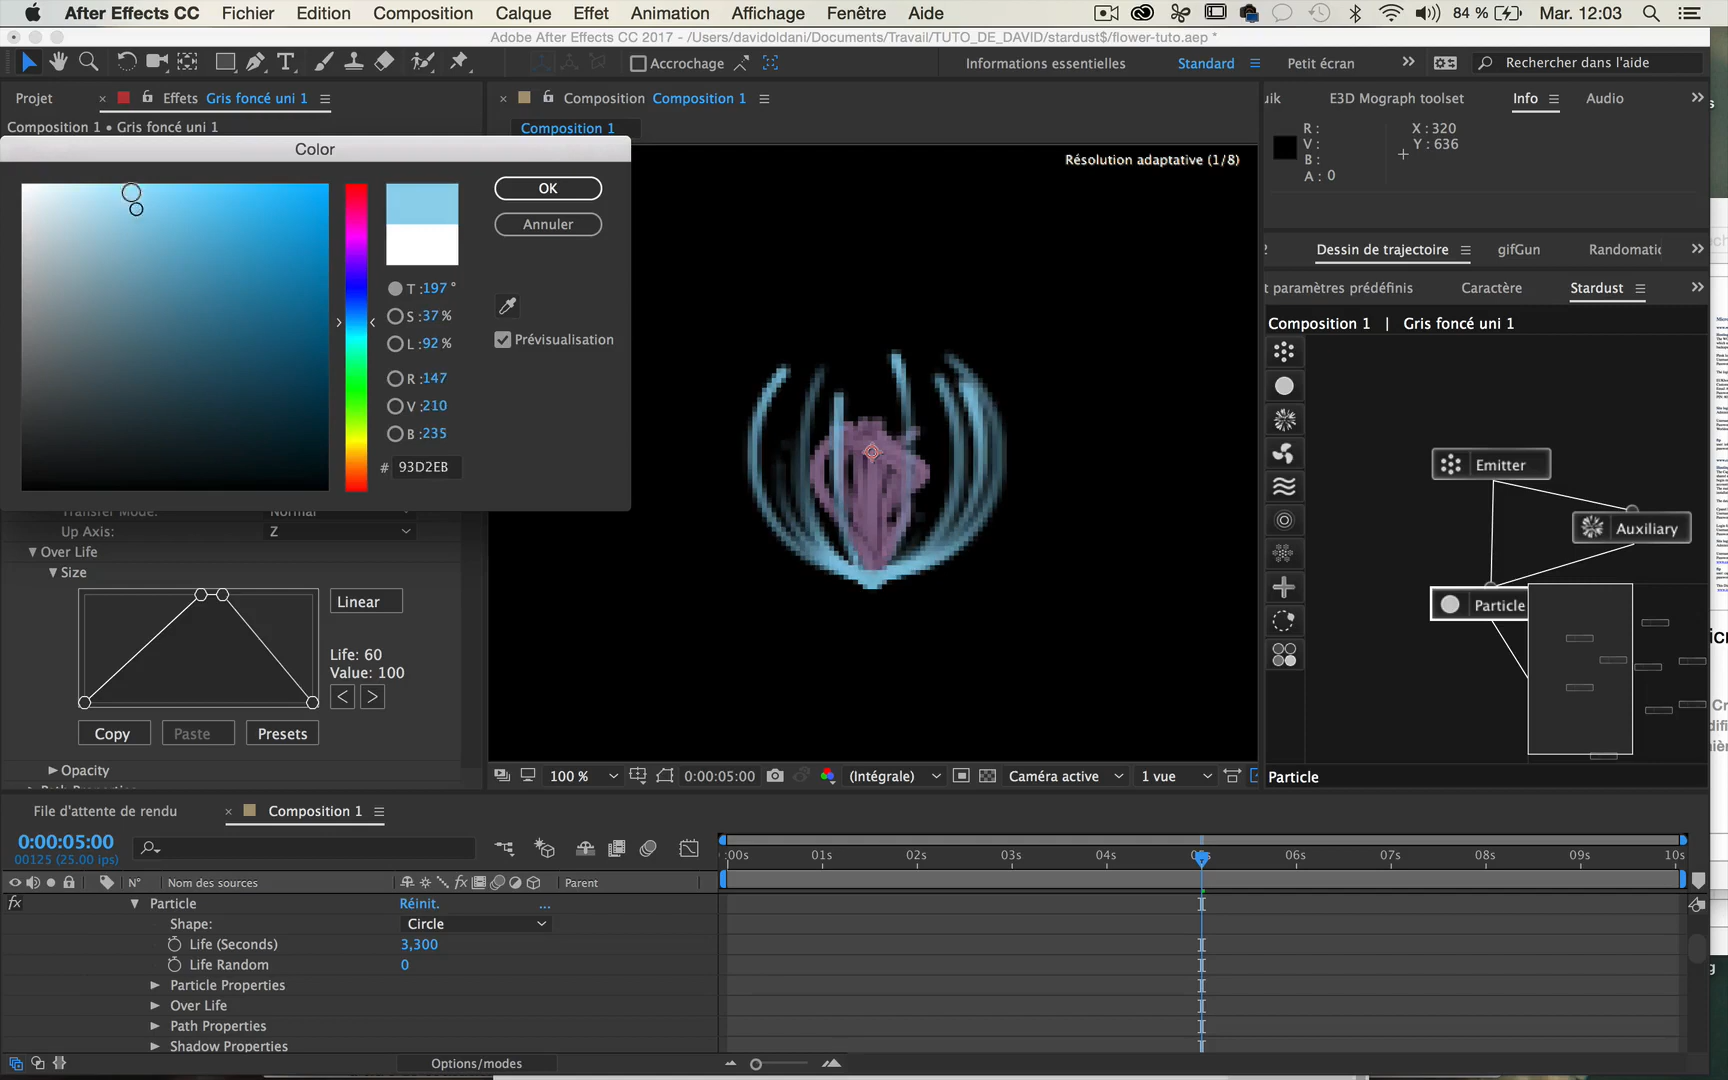 After Effects CC Fichier Edition Composition Calque Effet Animation Affichage Fenêtre Aide 84 % Mar. 12:03
Adobe After Effects CC 2017 - /Users/davidoldani/Documents/Travail/TUTO_DE_DAVID/stardust$/flower-tuto.aep *
Accrochage Informations essentielles Standard Petit écran Rechercher dans l'aide
Projet Effets Gris foncé uni 1 Composition Composition 1 uik E3D Mograph toolset Info Audio
Composition 1 • Gris foncé uni 1
Composition 1
Color
OK
Annuler
T : 197 °
S : 37 %
L : 92 %
Prévisualisation
R : 147
V : 210
B : 235
# 93D2EB
Résolution adaptative (1/8)
R : X : 320
V : Y : 636
B :
A : 0
Dessin de trajectoire gifGun Randomatic
t paramètres prédéfinis Caractère Stardust
Composition 1 | Gris foncé uni 1
Emitter
Auxiliary
Particle
Particle
Transfer Mode: Normal
Up Axis: Z
Over Life
Size
Linear
Life: 60
Value: 100
< >
Copy Paste Presets
Opacity
100 % 0:00:05:00 (Intégrale) Caméra active 1 vue
File d'attente de rendu Composition 1
0:00:05:00
00125 (25.00 ips)
:00s 01s 02s 03s 04s 05s 06s 07s 08s 09s 10s
N° Nom des sources fx Parent
fx Particle Réinit. ...
Shape: Circle
Life (Seconds) 3,300
Life Random 0
Particle Properties
Over Life
Path Properties
Shadow Properties
Options/modes